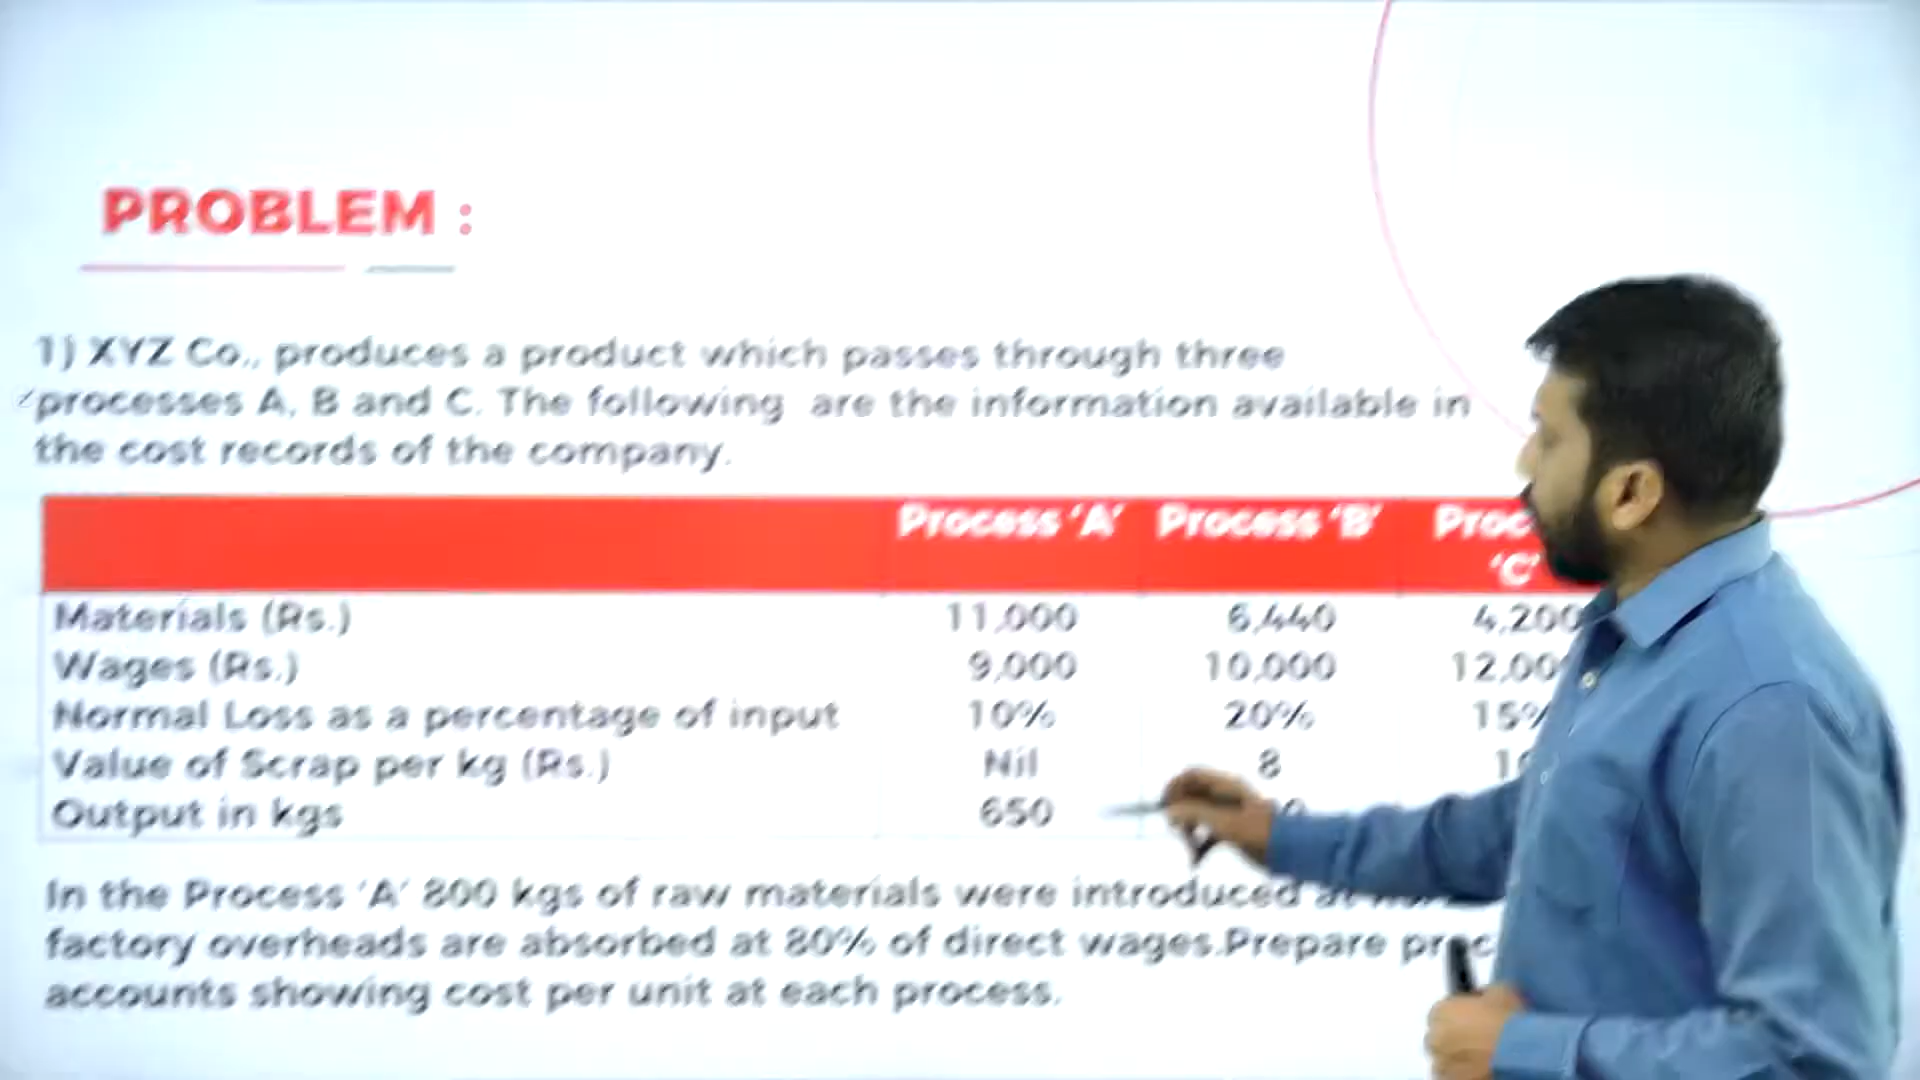 PROBLEM :
1) XYZ Co., produces a product which passes through three
processes A, B and C. The following are the information available in
the cost records of the company.
Process 'A' Process 'B' 'C'
Materials (Rs.) 11,000 6,440
Wages (Rs.) 9,000 10,000
Normal Loss as a percentage of input 10% 20%
Value of Scrap per kg (Rs.) Nil 8
Output in kgs 650
In the Process 'A' 800 kgs of raw materials were introduced
factory overheads are absorbed at 80% of direct wages.Prepare
accounts showing cost per unit at each process.